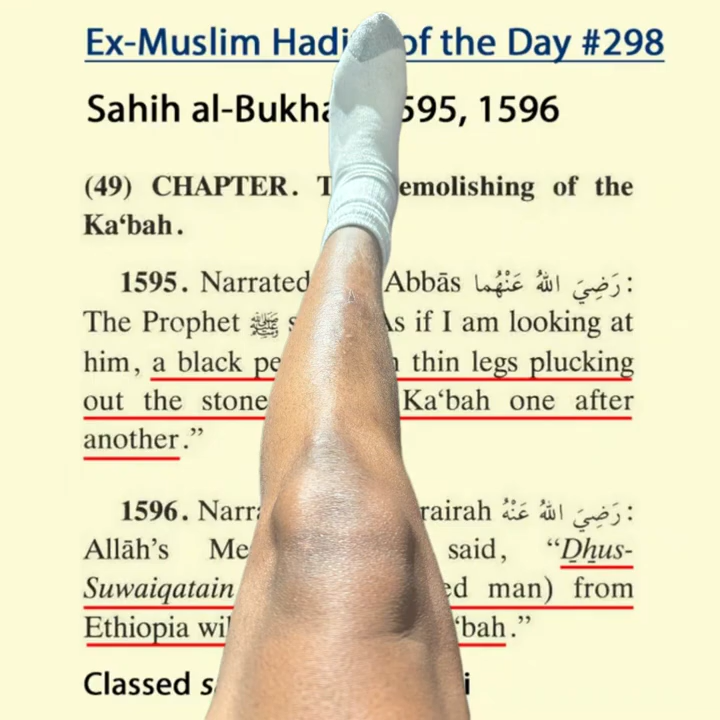 Ex-Muslim Hadi of the Day #298
Sahih al-Bukha 595, 1596
(49) CHAPTER. T emolishing of the
Ka‘bah.
1595. Narrated Abbās رَضِيَ اللهُ عَنْهُما:
The Prophet ﷺ s As if I am looking at
him, a black pe thin legs plucking
out the stone Ka‘bah one after
another.”
1596. Narra rairah رَضِيَ اللهُ عَنْهُ:
Allāh’s Me said, “Dhus-
Suwaiqatain ed man) from
Ethiopia wil ‘bah.”
Classed s i